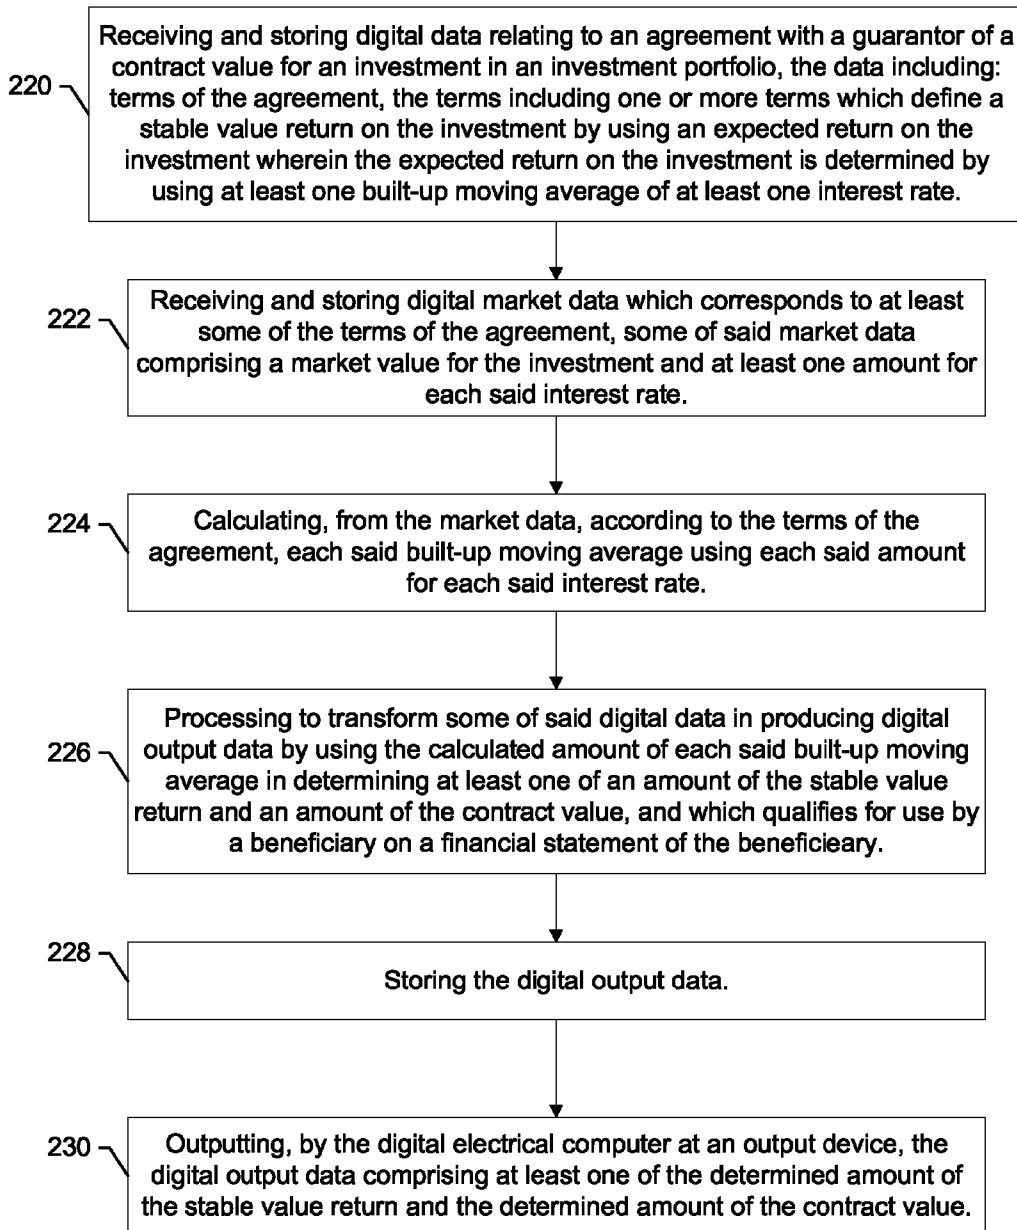 220
Receiving and storing digital data relating to an agreement with a guarantor of a
contract value for an investment in an investment portfolio, the data including:
terms of the agreement, the terms including one or more terms which define a
stable value return on the investment by using an expected return on the
investment wherein the expected return on the investment is determined by
using at least one built-up moving average of at least one interest rate.
222
Receiving and storing digital market data which corresponds to at least
some of the terms of the agreement, some of said market data
comprising a market value for the investment and at least one amount for
each said interest rate.
224
Calculating, from the market data, according to the terms of the
agreement, each said built-up moving average using each said amount
for each said interest rate.
226
Processing to transform some of said digital data in producing digital
output data by using the calculated amount of each said built-up moving
average in determining at least one of an amount of the stable value
return and an amount of the contract value, and which qualifies for use by
a beneficiary on a financial statement of the beneficieary.
228
Storing the digital output data.
230
Outputting, by the digital electrical computer at an output device, the
digital output data comprising at least one of the determined amount of
the stable value return and the determined amount of the contract value.